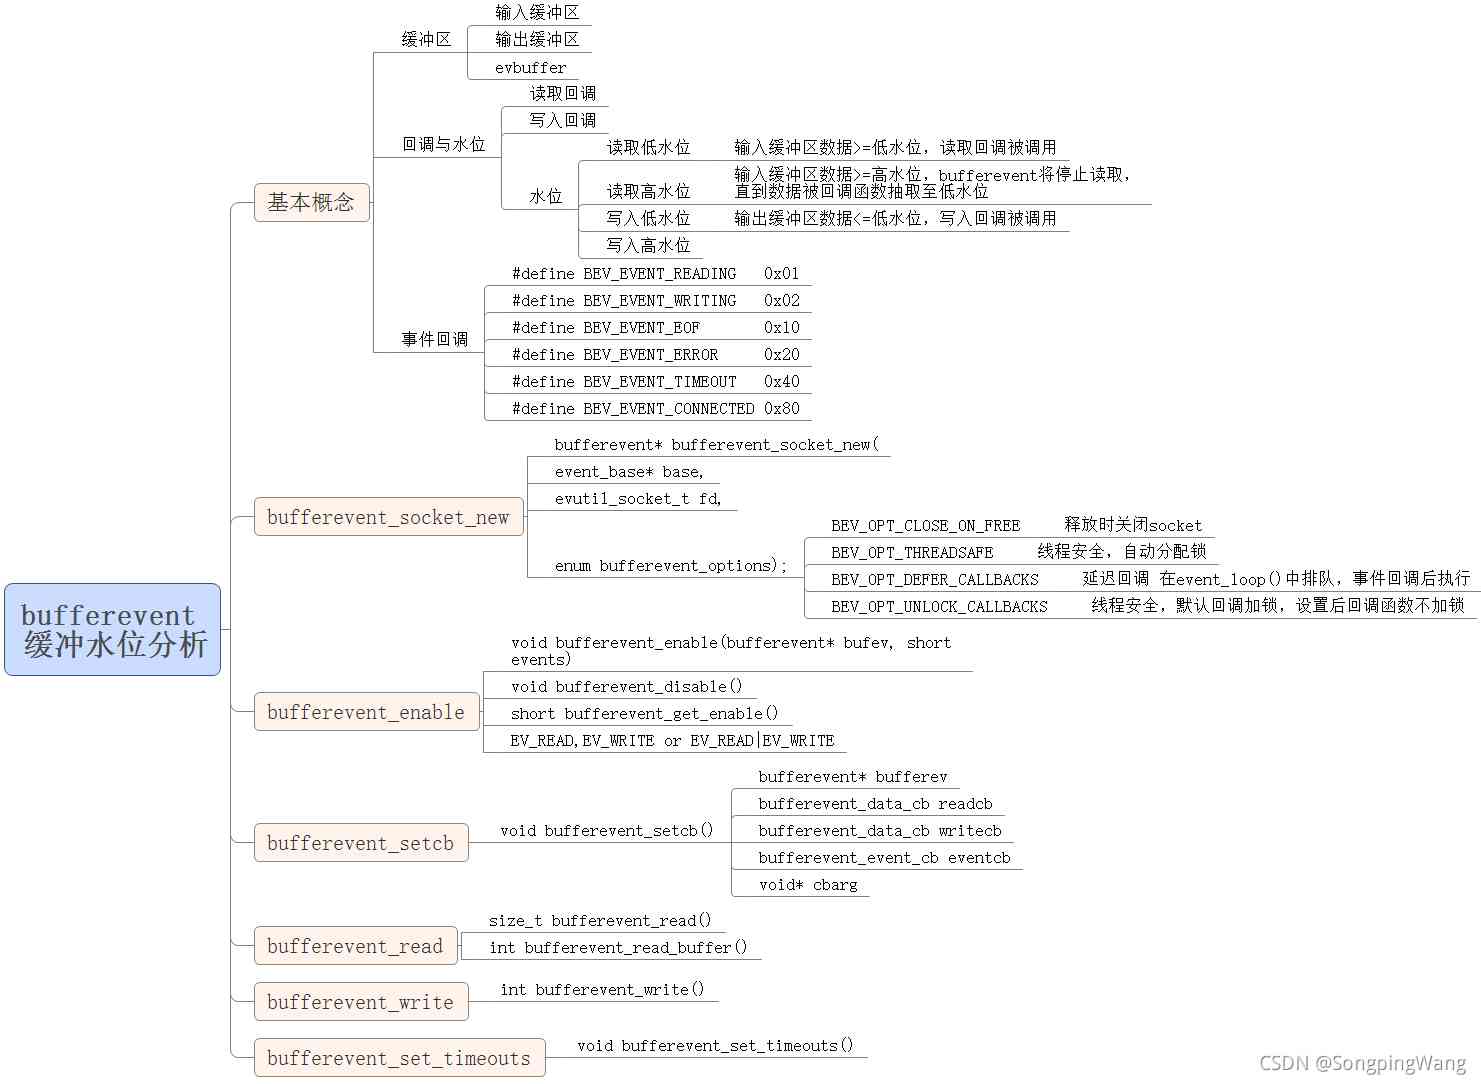 bufferevent
缓冲水位分析
基本概念
缓冲区
输入缓冲区
输出缓冲区
evbuffer
回调与水位
读取回调
写入回调
水位
读取低水位 输入缓冲区数据>=低水位，读取回调被调用
读取高水位 输入缓冲区数据>=高水位，bufferevent将停止读取，
直到数据被回调函数抽取至低水位
写入低水位 输出缓冲区数据<=低水位，写入回调被调用
写入高水位
事件回调
#define BEV_EVENT_READING 0x01
#define BEV_EVENT_WRITING 0x02
#define BEV_EVENT_EOF 0x10
#define BEV_EVENT_ERROR 0x20
#define BEV_EVENT_TIMEOUT 0x40
#define BEV_EVENT_CONNECTED 0x80
bufferevent_socket_new
bufferevent* bufferevent_socket_new(
event_base* base,
evutil_socket_t fd,
enum bufferevent_options);
BEV_OPT_CLOSE_ON_FREE 释放时关闭socket
BEV_OPT_THREADSAFE 线程安全，自动分配锁
BEV_OPT_DEFER_CALLBACKS 延迟回调 在event_loop()中排队，事件回调后执行
BEV_OPT_UNLOCK_CALLBACKS 线程安全，默认回调加锁，设置后回调函数不加锁
bufferevent_enable
void bufferevent_enable(bufferevent* bufev, short
events)
void bufferevent_disable()
short bufferevent_get_enable()
EV_READ,EV_WRITE or EV_READ|EV_WRITE
bufferevent_setcb
void bufferevent_setcb()
bufferevent* bufferev
bufferevent_data_cb readcb
bufferevent_data_cb writecb
bufferevent_event_cb eventcb
void* cbarg
bufferevent_read
size_t bufferevent_read()
int bufferevent_read_buffer()
bufferevent_write
int bufferevent_write()
bufferevent_set_timeouts
void bufferevent_set_timeouts()
CSDN @SongpingWang